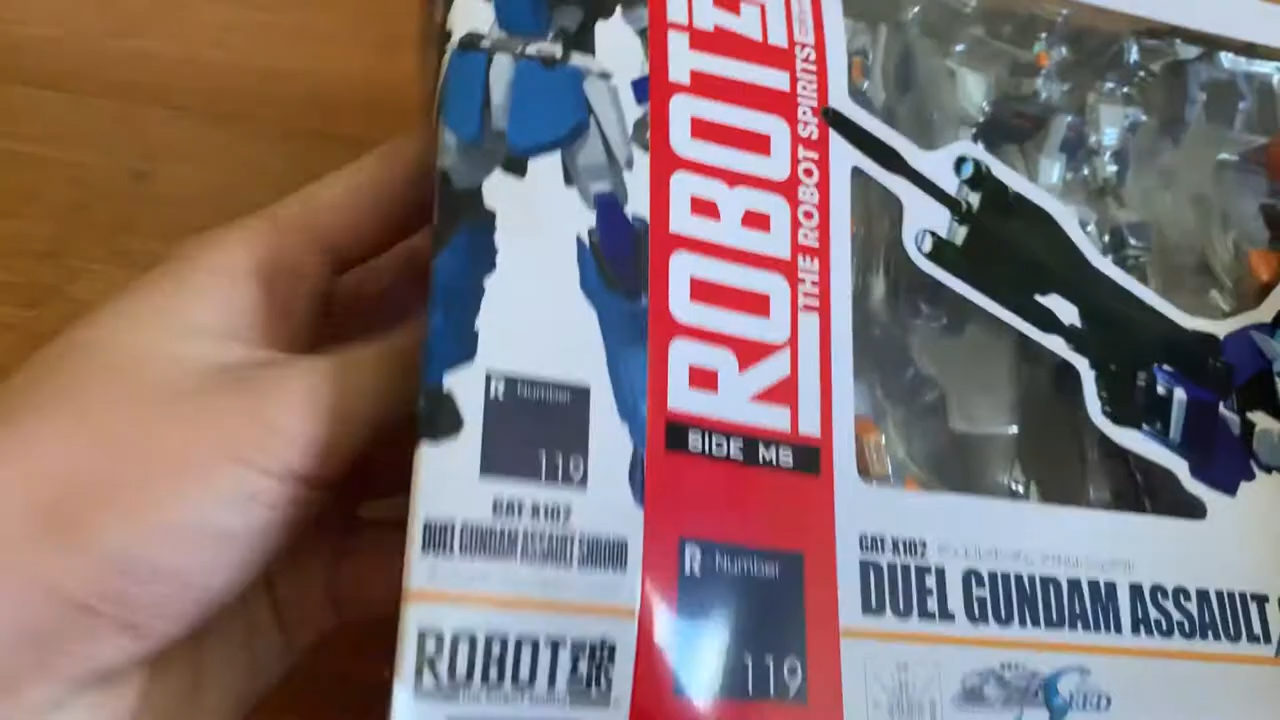 R Number
119
GAT-X102
DUEL GUNDAM ASSAULT SHROUD
ROBOT魂
ROBOT魂
THE ROBOT SPIRITS
SIDE MS
R Number
119
GAT-X102
DUEL GUNDAM ASSAULT
SEED